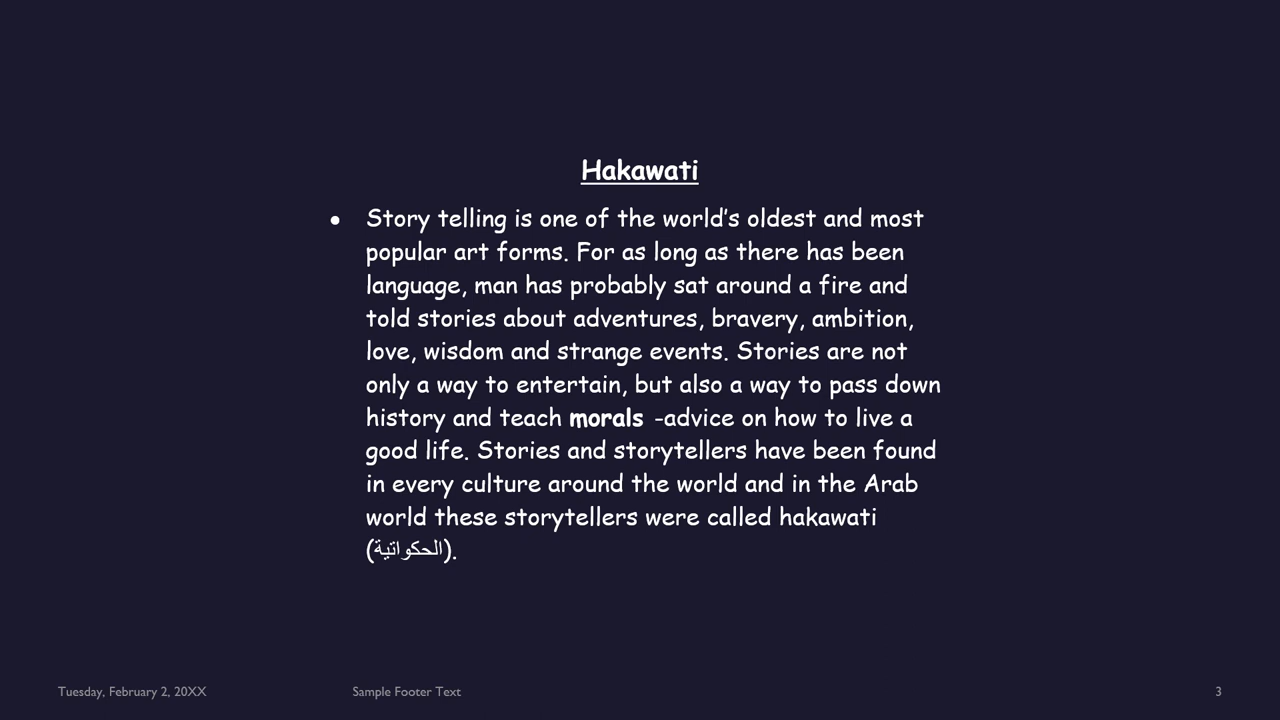 Hakawati
• Story telling is one of the world's oldest and most
popular art forms. For as long as there has been
language, man has probably sat around a fire and
told stories about adventures, bravery, ambition,
love, wisdom and strange events. Stories are not
only a way to entertain, but also a way to pass down
history and teach morals -advice on how to live a
good life. Stories and storytellers have been found
in every culture around the world and in the Arab
world these storytellers were called hakawati
(الحكواتية).
Tuesday, February 2, 20XX
Sample Footer Text
3